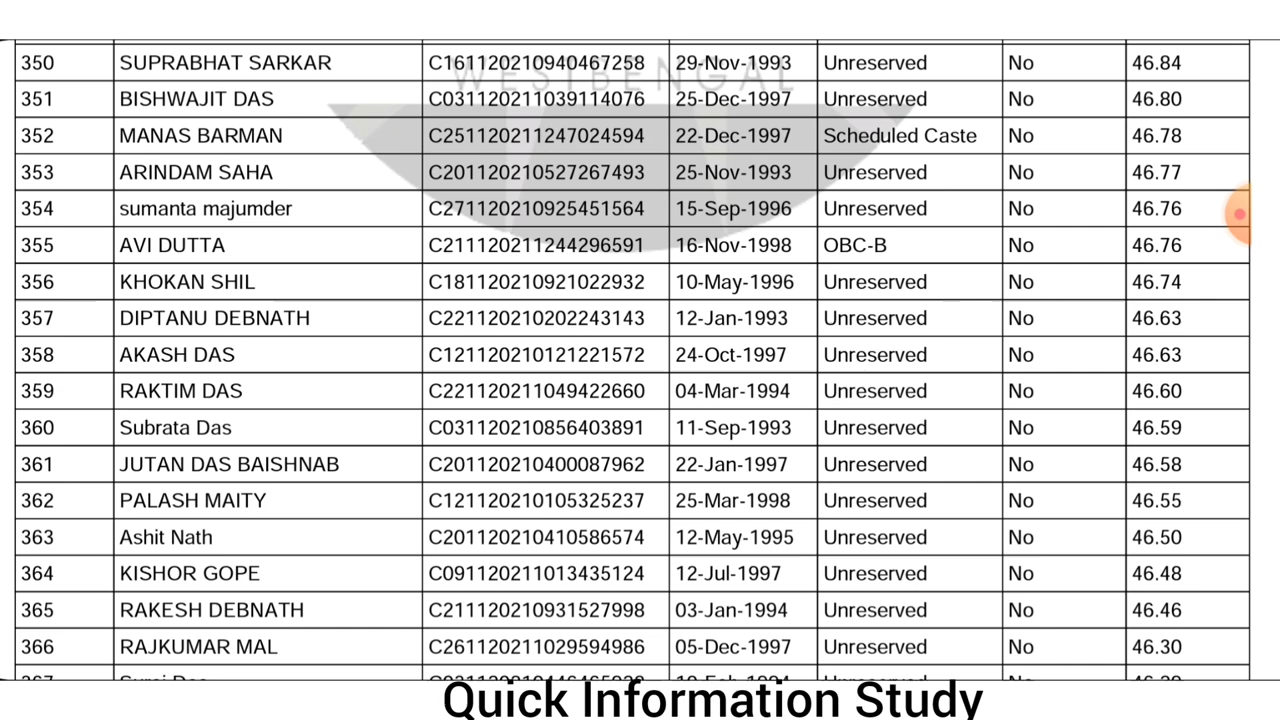 WESTBENGAL
350 SUPRABHAT SARKAR C161120210940467258 29-Nov-1993 Unreserved No 46.84
351 BISHWAJIT DAS C031120211039114076 25-Dec-1997 Unreserved No 46.80
352 MANAS BARMAN C251120211247024594 22-Dec-1997 Scheduled Caste No 46.78
353 ARINDAM SAHA C201120210527267493 25-Nov-1993 Unreserved No 46.77
354 sumanta majumder C271120210925451564 15-Sep-1996 Unreserved No 46.76
355 AVI DUTTA C211120211244296591 16-Nov-1998 OBC-B No 46.76
356 KHOKAN SHIL C181120210921022932 10-May-1996 Unreserved No 46.74
357 DIPTANU DEBNATH C221120210202243143 12-Jan-1993 Unreserved No 46.63
358 AKASH DAS C121120210121221572 24-Oct-1997 Unreserved No 46.63
359 RAKTIM DAS C221120211049422660 04-Mar-1994 Unreserved No 46.60
360 Subrata Das C031120210856403891 11-Sep-1993 Unreserved No 46.59
361 JUTAN DAS BAISHNAB C201120210400087962 22-Jan-1997 Unreserved No 46.58
362 PALASH MAITY C121120210105325237 25-Mar-1998 Unreserved No 46.55
363 Ashit Nath C201120210410586574 12-May-1995 Unreserved No 46.50
364 KISHOR GOPE C091120211013435124 12-Jul-1997 Unreserved No 46.48
365 RAKESH DEBNATH C211120210931527998 03-Jan-1994 Unreserved No 46.46
366 RAJKUMAR MAL C261120211029594986 05-Dec-1997 Unreserved No 46.30
Quick Information Study